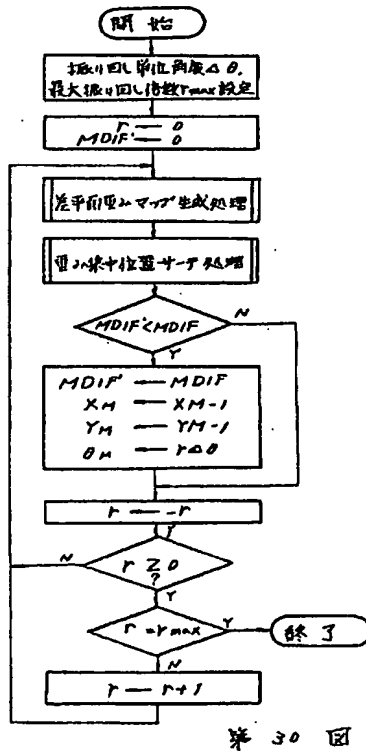 開始
振り回し単位角度Δθ,
最大振り回し倍数rmax設定
r ← 0
MDIF' ← 0
差平面重みマップ生成処理
重み集中位置サーチ処理
MDIF'<MDIF
N
Y
MDIF' ← MDIF
XM ← XM-1
YM ← YM-1
θM ← rΔθ
r ← -r
Y
N
r ≧ 0
?
Y
r = rmax
Y
終了
N
r ← r+1
第30図